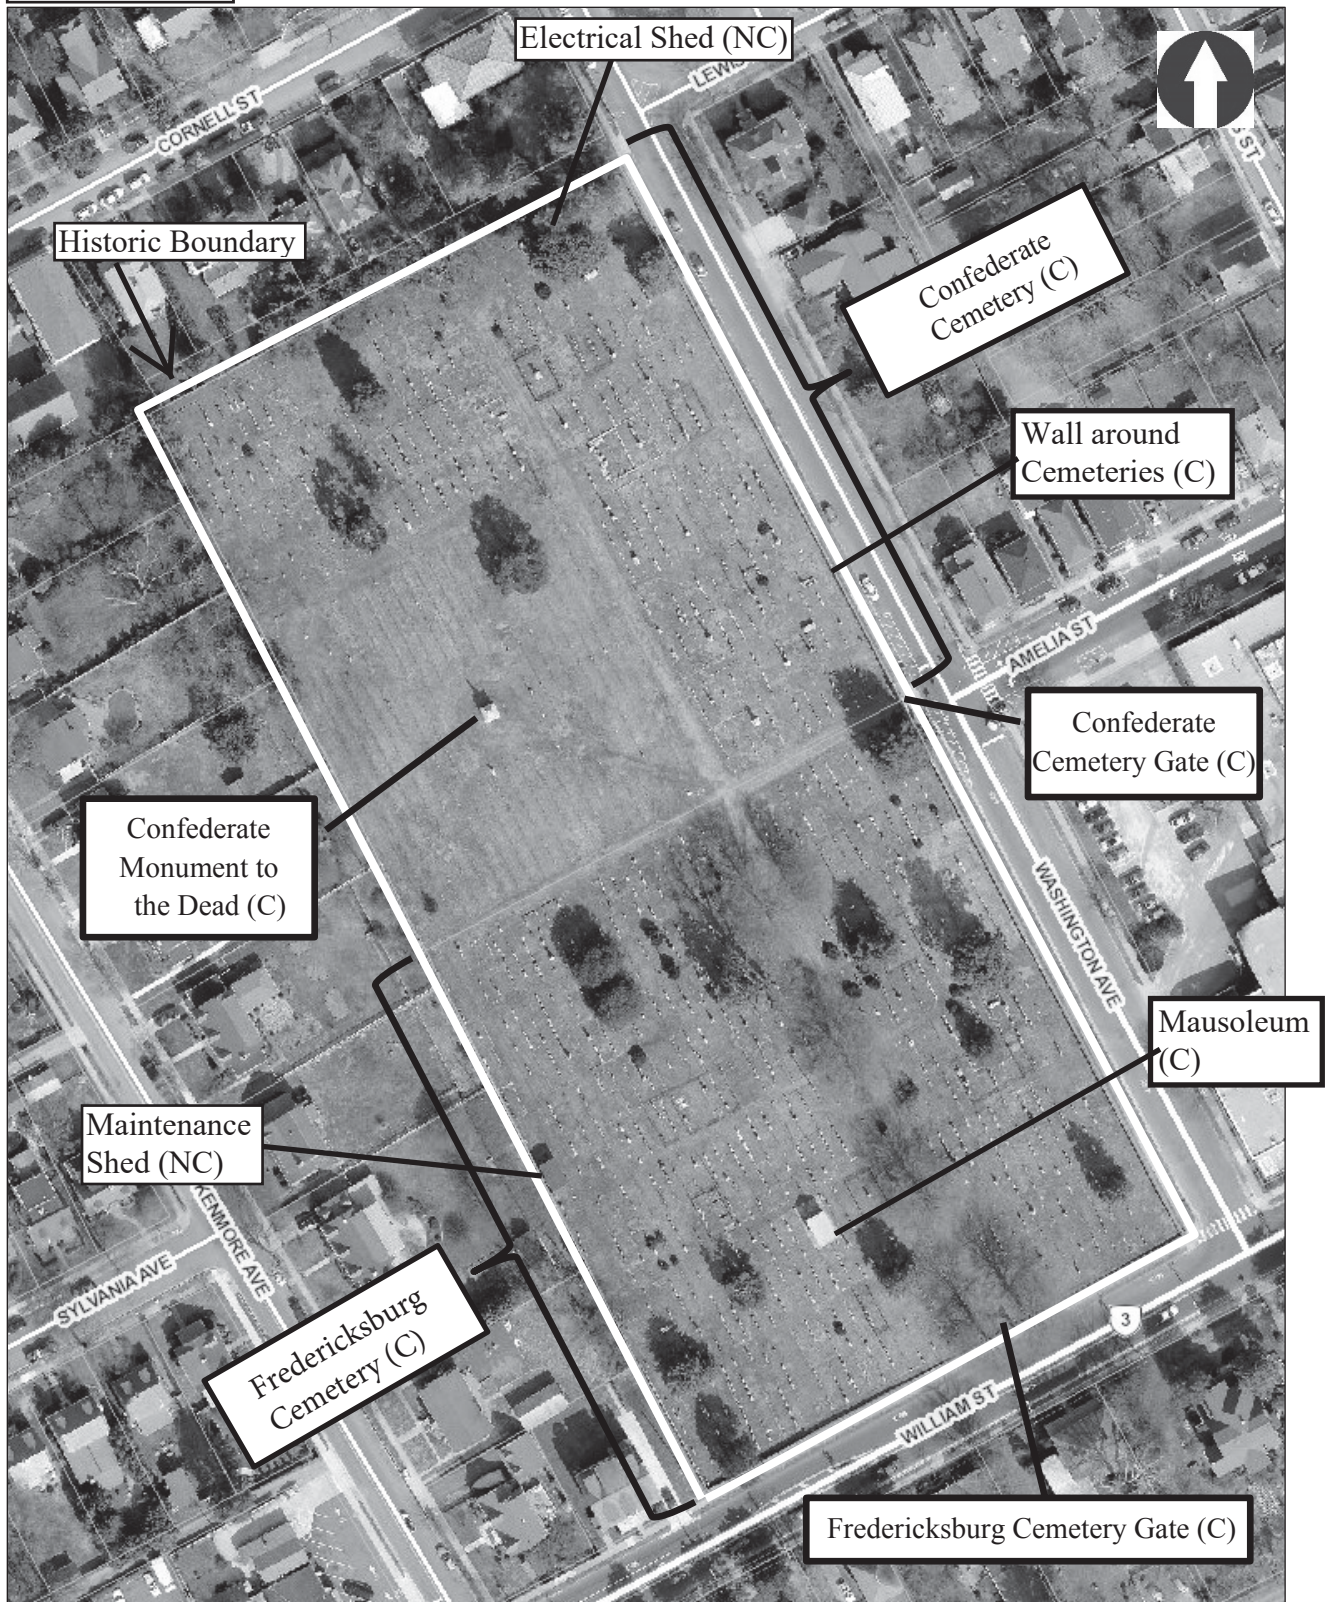 Electrical Shed (NC)
LEWIS
CORNELL ST
ST
Historic Boundary
Confederate
Cemetery (C)
Wall around
Cemeteries (C)
AMELIA ST
Confederate
Cemetery Gate (C)
Confederate
Monument to
the Dead (C)
WASHINGTON AVE
Mausoleum
(C)
Maintenance
Shed (NC)
KENMORE AVE
SYLVANIA AVE
Fredericksburg
Cemetery (C)
3
WILLIAM ST
Fredericksburg Cemetery Gate (C)